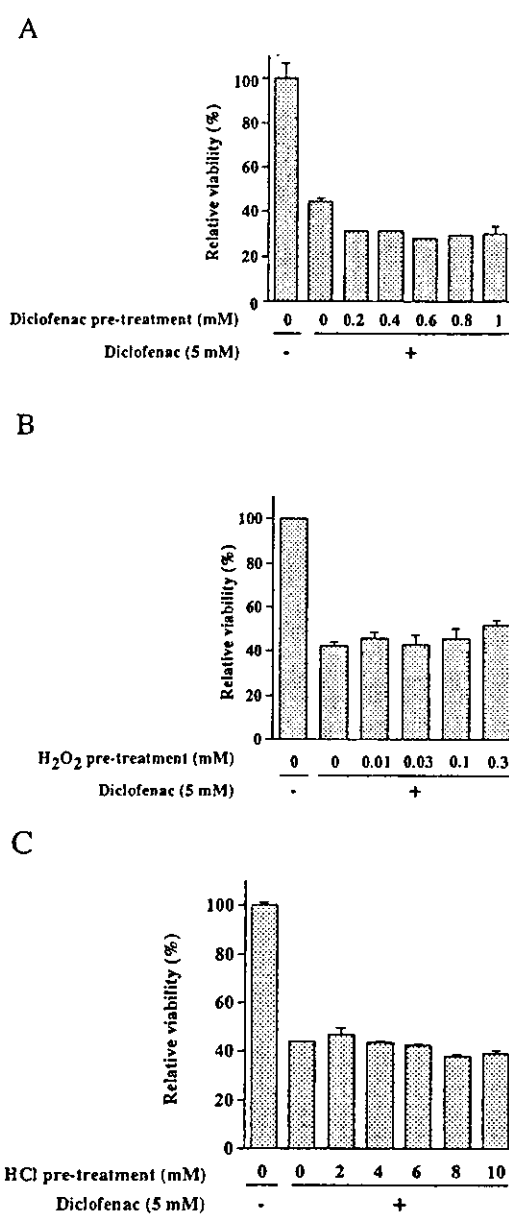 A
Relative viability (%)
100
80
60
40
20
0
Diclofenac pre-treatment (mM) 0 0 0.2 0.4 0.6 0.8 1
Diclofenac (5 mM) - +
B
Relative viability (%)
100
80
60
40
20
0
H2O2 pre-treatment (mM) 0 0 0.01 0.03 0.1 0.3
Diclofenac (5 mM) - +
C
Relative viability (%)
100
80
60
40
20
0
HCl pre-treatment (mM) 0 0 2 4 6 8 10
Diclofenac (5 mM) - +